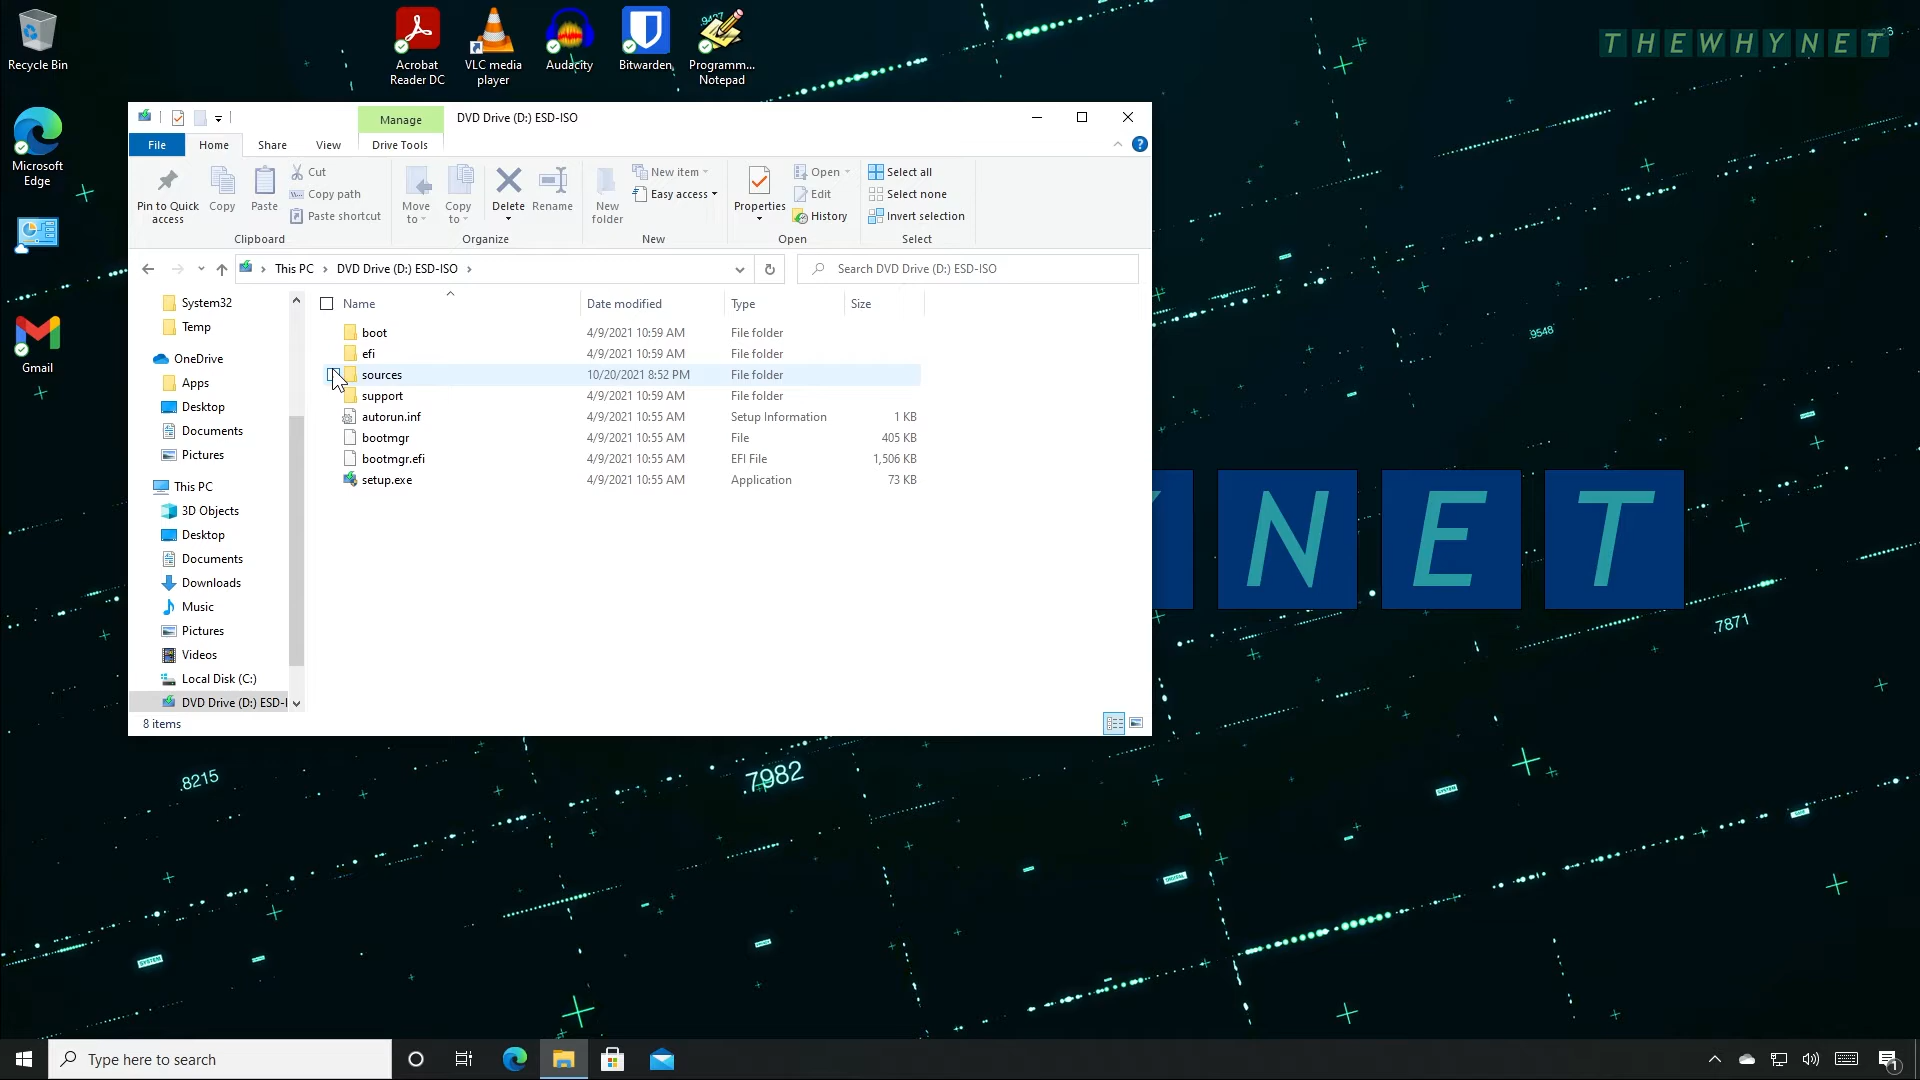 Recycle Bin
Acrobat
Reader DC
VLC media
player
Audacity
Bitwarden
Programm...
Notepad
THEWHYNET
Microsoft
Edge
Gmail
Manage
DVD Drive (D:) ESD-ISO
File
Home
Share
View
Drive Tools
Pin to Quick
access
Copy
Paste
Cut
Copy path
Paste shortcut
Clipboard
Move
to
Copy
to
Delete
Rename
Organize
New
folder
New item
Easy access
New
Properties
Open
Edit
History
Open
Select all
Select none
Invert selection
Select
This PC > DVD Drive (D:) ESD-ISO >
Search DVD Drive (D:) ESD-ISO
System32
Temp
OneDrive
Apps
Desktop
Documents
Pictures
This PC
3D Objects
Desktop
Documents
Downloads
Music
Pictures
Videos
Local Disk (C:)
DVD Drive (D:) ESD-I
Name Date modified Type Size
boot 4/9/2021 10:59 AM File folder
efi 4/9/2021 10:59 AM File folder
sources 10/20/2021 8:52 PM File folder
support 4/9/2021 10:59 AM File folder
autorun.inf 4/9/2021 10:55 AM Setup Information 1 KB
bootmgr 4/9/2021 10:55 AM File 405 KB
bootmgr.efi 4/9/2021 10:55 AM EFI File 1,506 KB
setup.exe 4/9/2021 10:55 AM Application 73 KB
8 items
.9548
NET
.7871
.8215
.7982
Type here to search
1